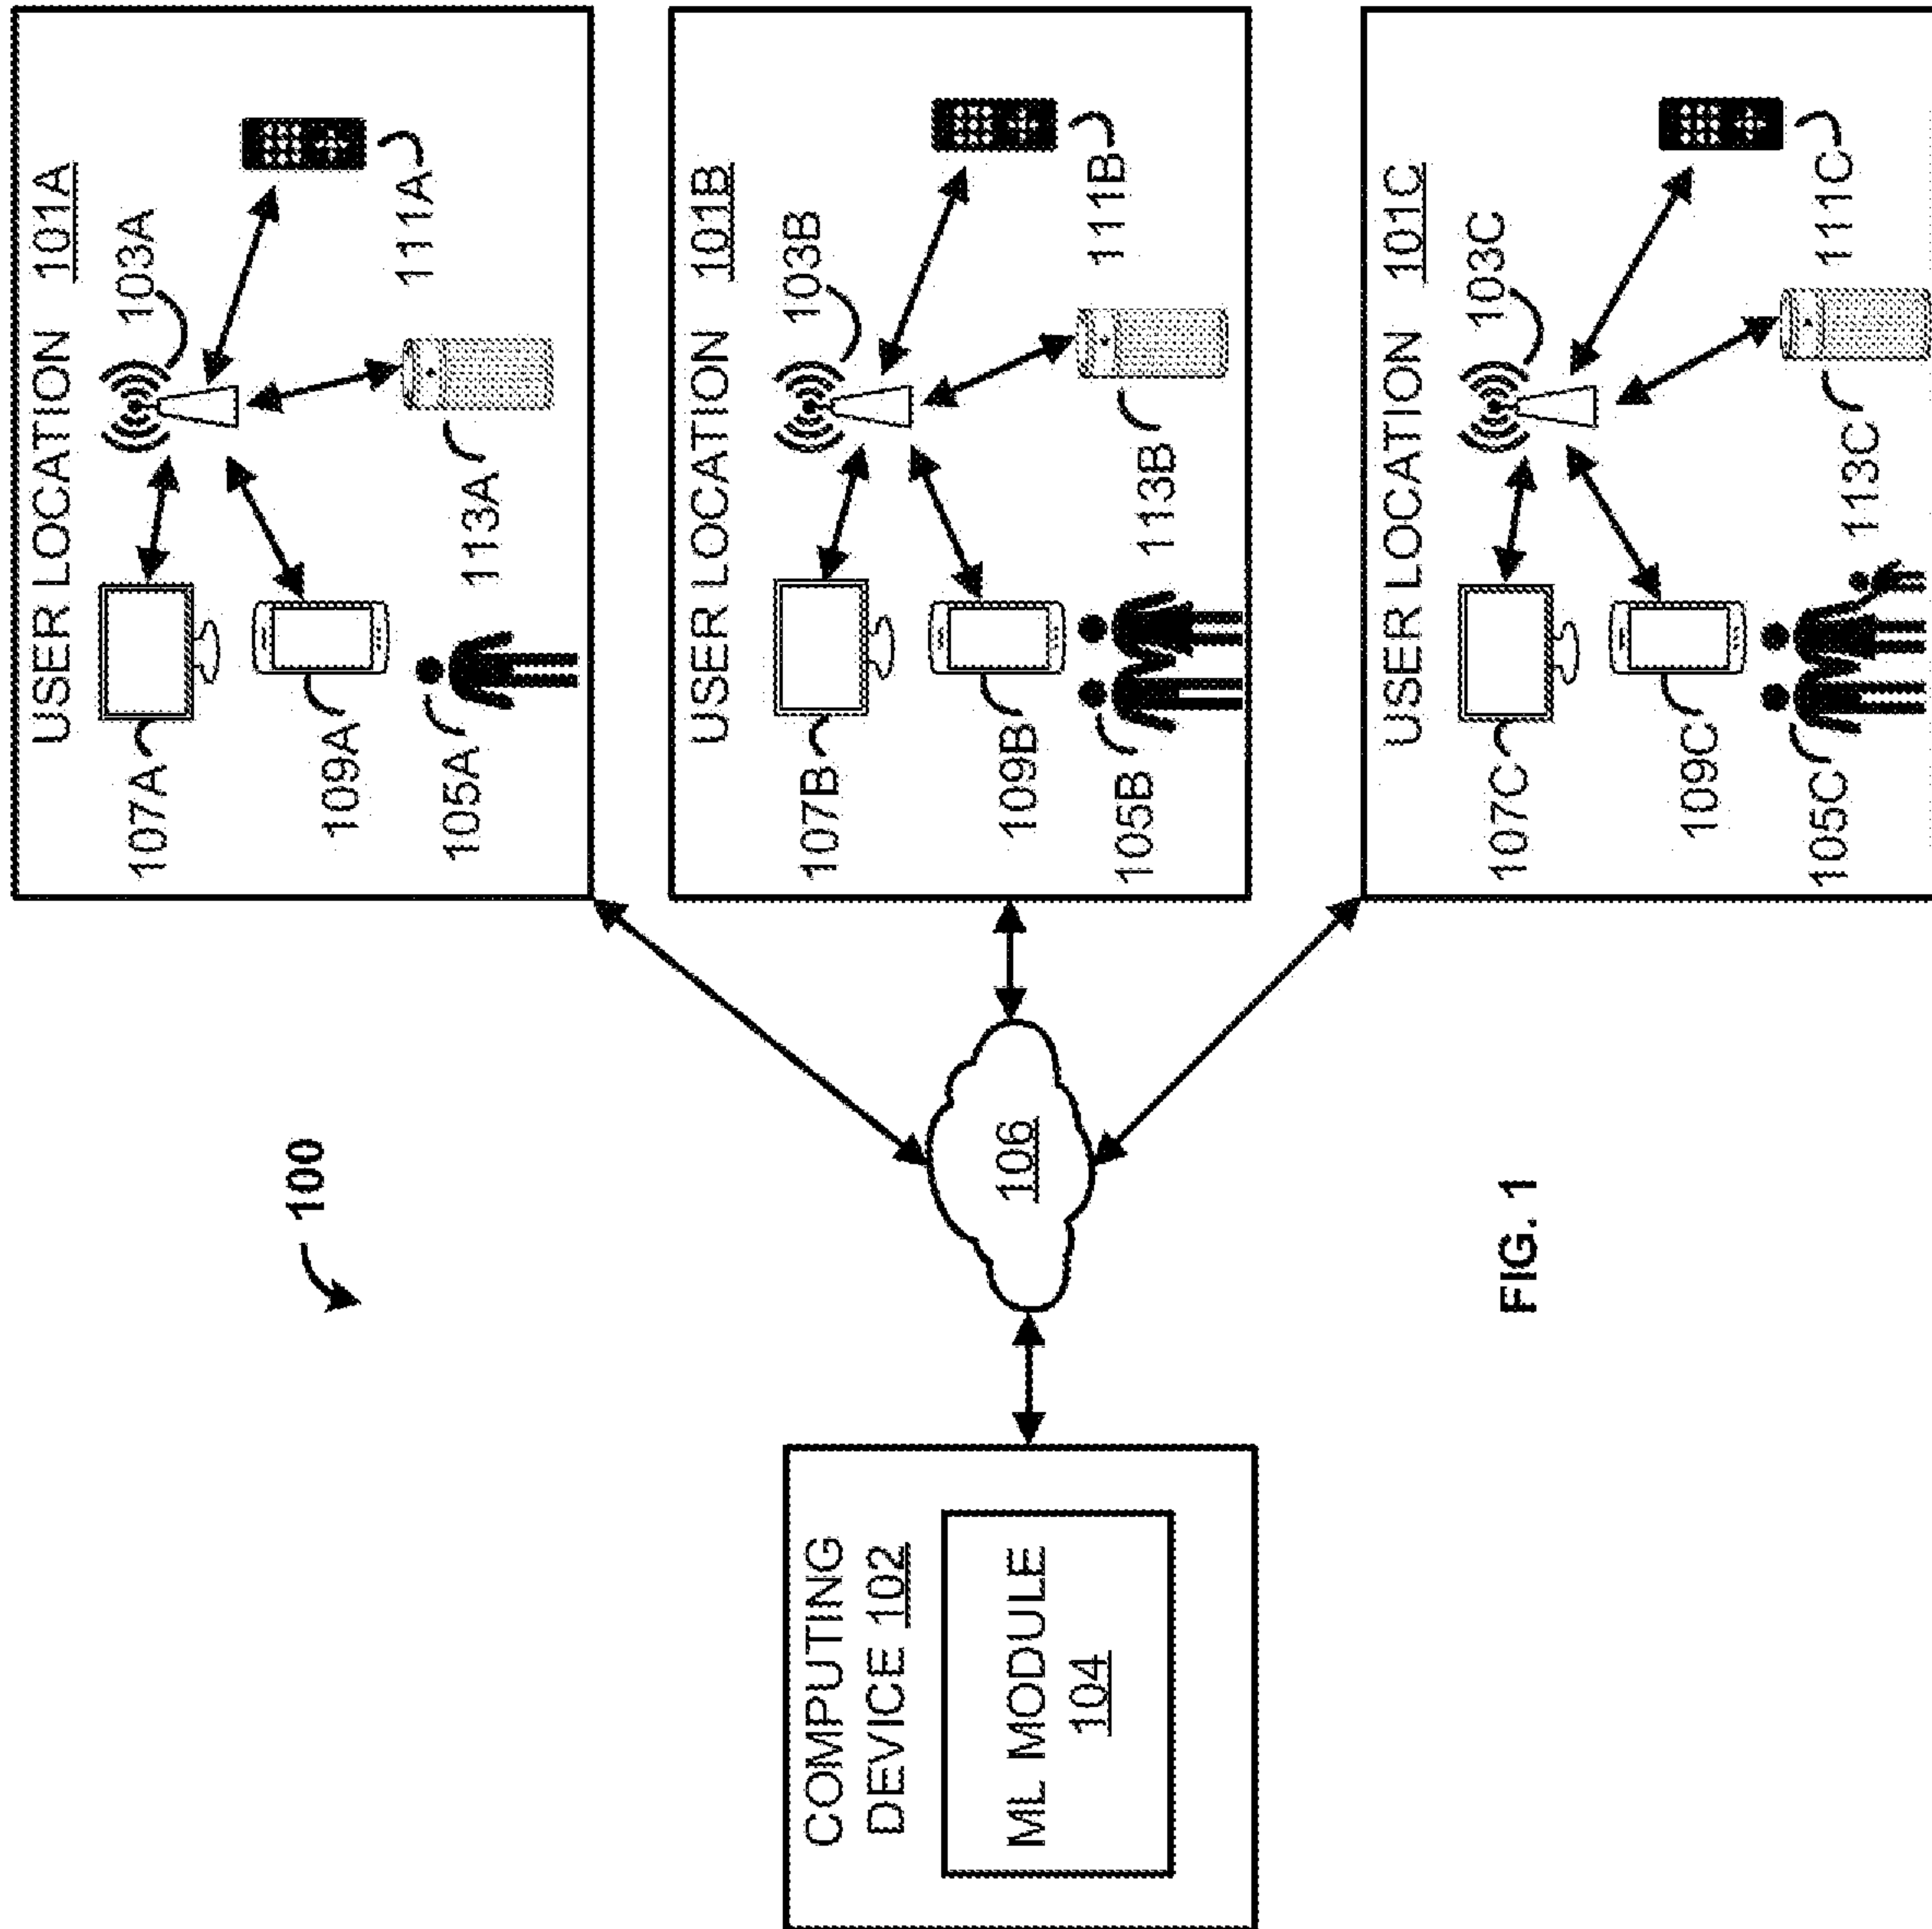 100
COMPUTING
DEVICE 102
ML MODULE
104
106
USER LOCATION 101A
103A
107A
109A
105A
113A
111A
USER LOCATION 101B
103B
107B
109B
105B
113B
111B
USER LOCATION 101C
103C
107C
109C
105C
113C
111C
FIG. 1